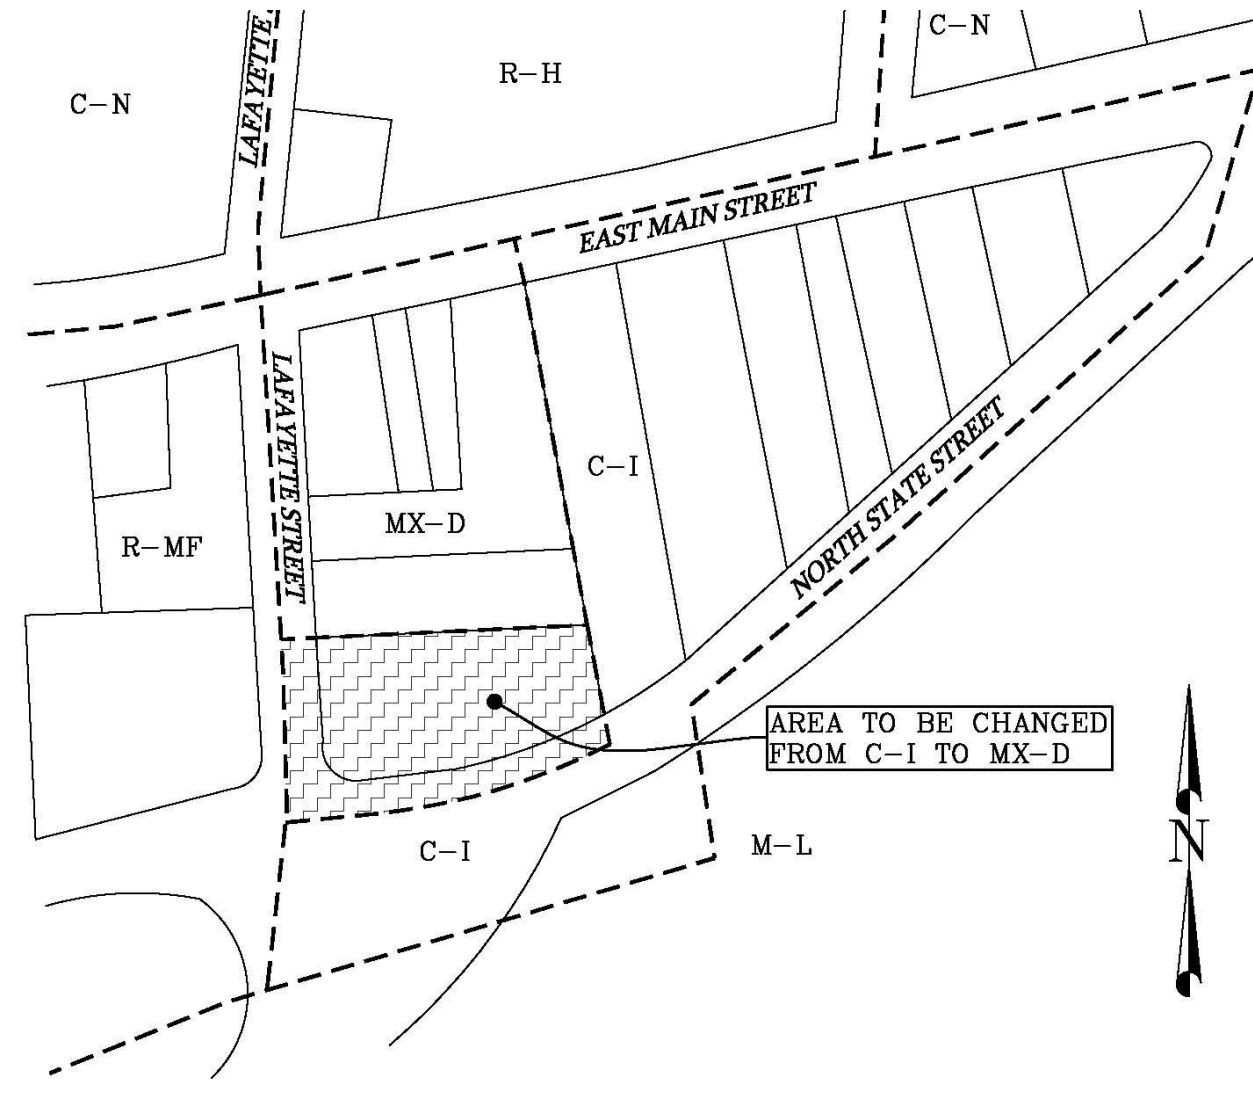 C-N
LAFAYETTE
R-H
C-N
EAST MAIN STREET
LAFAYETTE STREET
C-I
MX-D
R-MF
NORTH STATE STREET
AREA TO BE CHANGED
FROM C-I TO MX-D
C-I
M-L
N